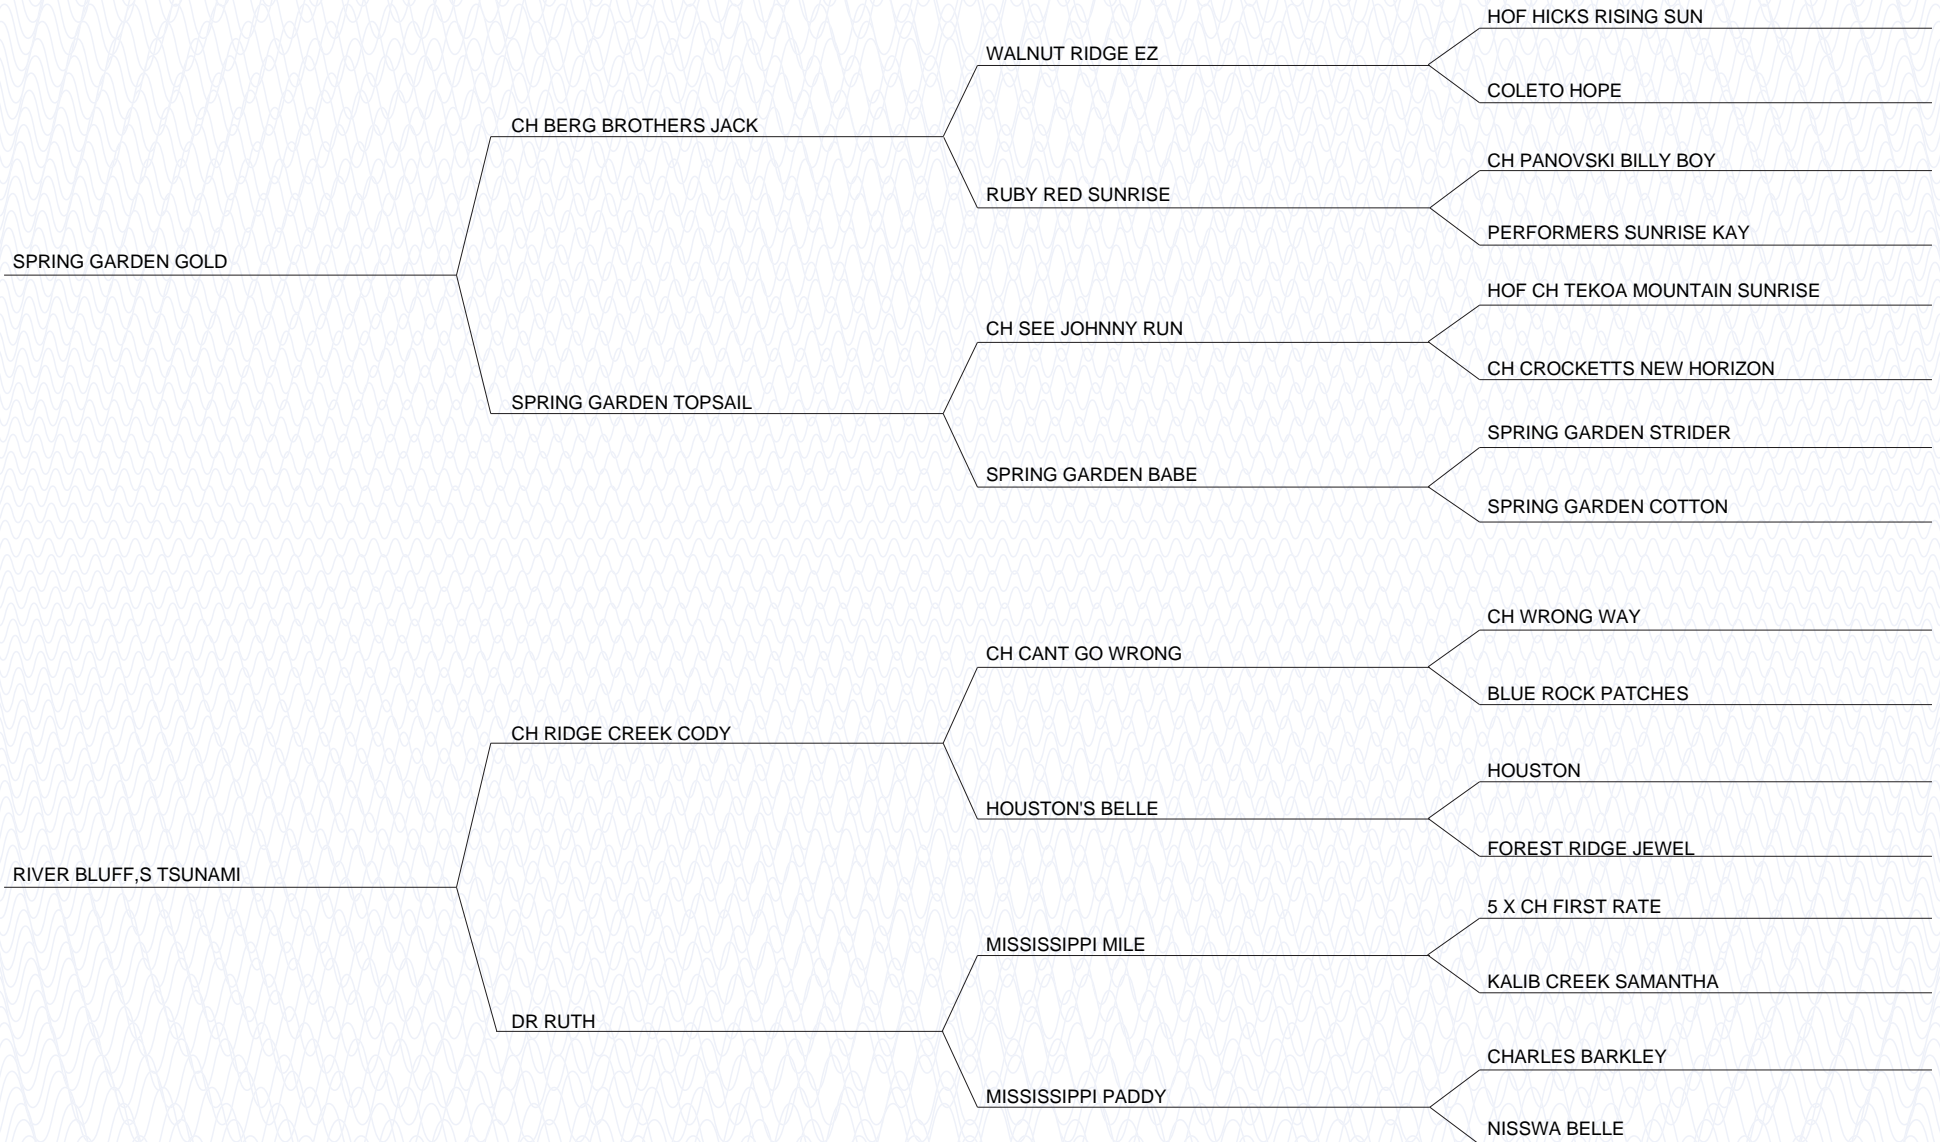 HOF HICKS RISING SUN
WALNUT RIDGE EZ
COLETO HOPE
CH BERG BROTHERS JACK
CH PANOVSKI BILLY BOY
RUBY RED SUNRISE
PERFORMERS SUNRISE KAY
SPRING GARDEN GOLD
HOF CH TEKOA MOUNTAIN SUNRISE
CH SEE JOHNNY RUN
CH CROCKETTS NEW HORIZON
SPRING GARDEN TOPSAIL
SPRING GARDEN STRIDER
SPRING GARDEN BABE
SPRING GARDEN COTTON
CH WRONG WAY
CH CANT GO WRONG
BLUE ROCK PATCHES
CH RIDGE CREEK CODY
HOUSTON
HOUSTON'S BELLE
FOREST RIDGE JEWEL
RIVER BLUFF,S TSUNAMI
5 X CH FIRST RATE
MISSISSIPPI MILE
KALIB CREEK SAMANTHA
DR RUTH
CHARLES BARKLEY
MISSISSIPPI PADDY
NISSWA BELLE